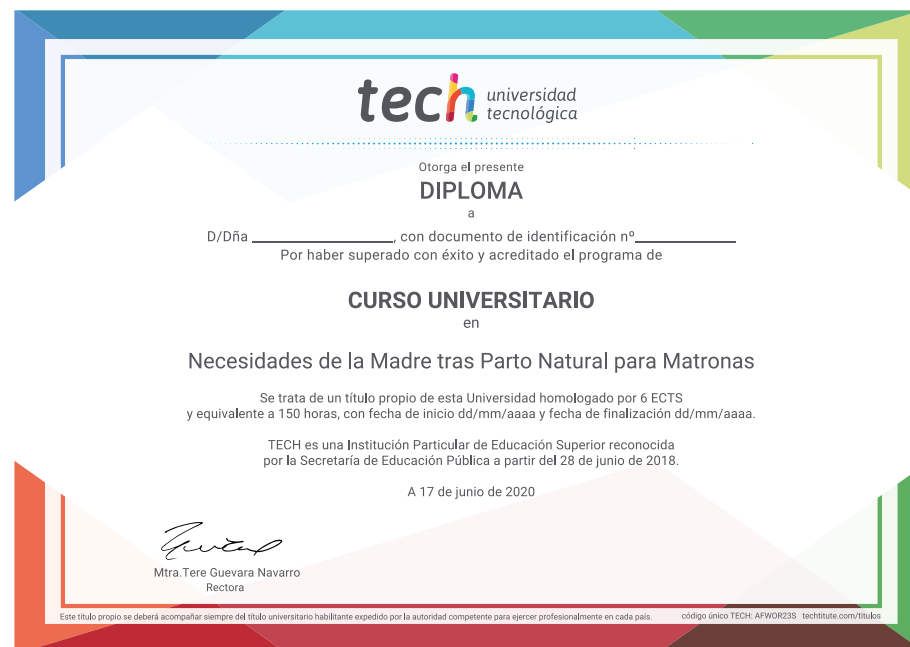 tech universidad
tecnológica
Otorga el presente
DIPLOMA
a
D/Dña ________________, con documento de identificación nº____________
Por haber superado con éxito y acreditado el programa de
CURSO UNIVERSITARIO
en
Necesidades de la Madre tras Parto Natural para Matronas
Se trata de un título propio de esta Universidad homologado por 6 ECTS
y equivalente a 150 horas, con fecha de inicio dd/mm/aaaa y fecha de finalización dd/mm/aaaa.
TECH es una Institución Particular de Educación Superior reconocida
por la Secretaría de Educación Pública a partir del 28 de junio de 2018.
A 17 de junio de 2020
Mtra.Tere Guevara Navarro
Rectora
Este título propio se deberá acompañar siempre del título universitario habilitante expedido por la autoridad competente para ejercer profesionalmente en cada país. código único TECH: AFWOR23S techtitute.com/titulos